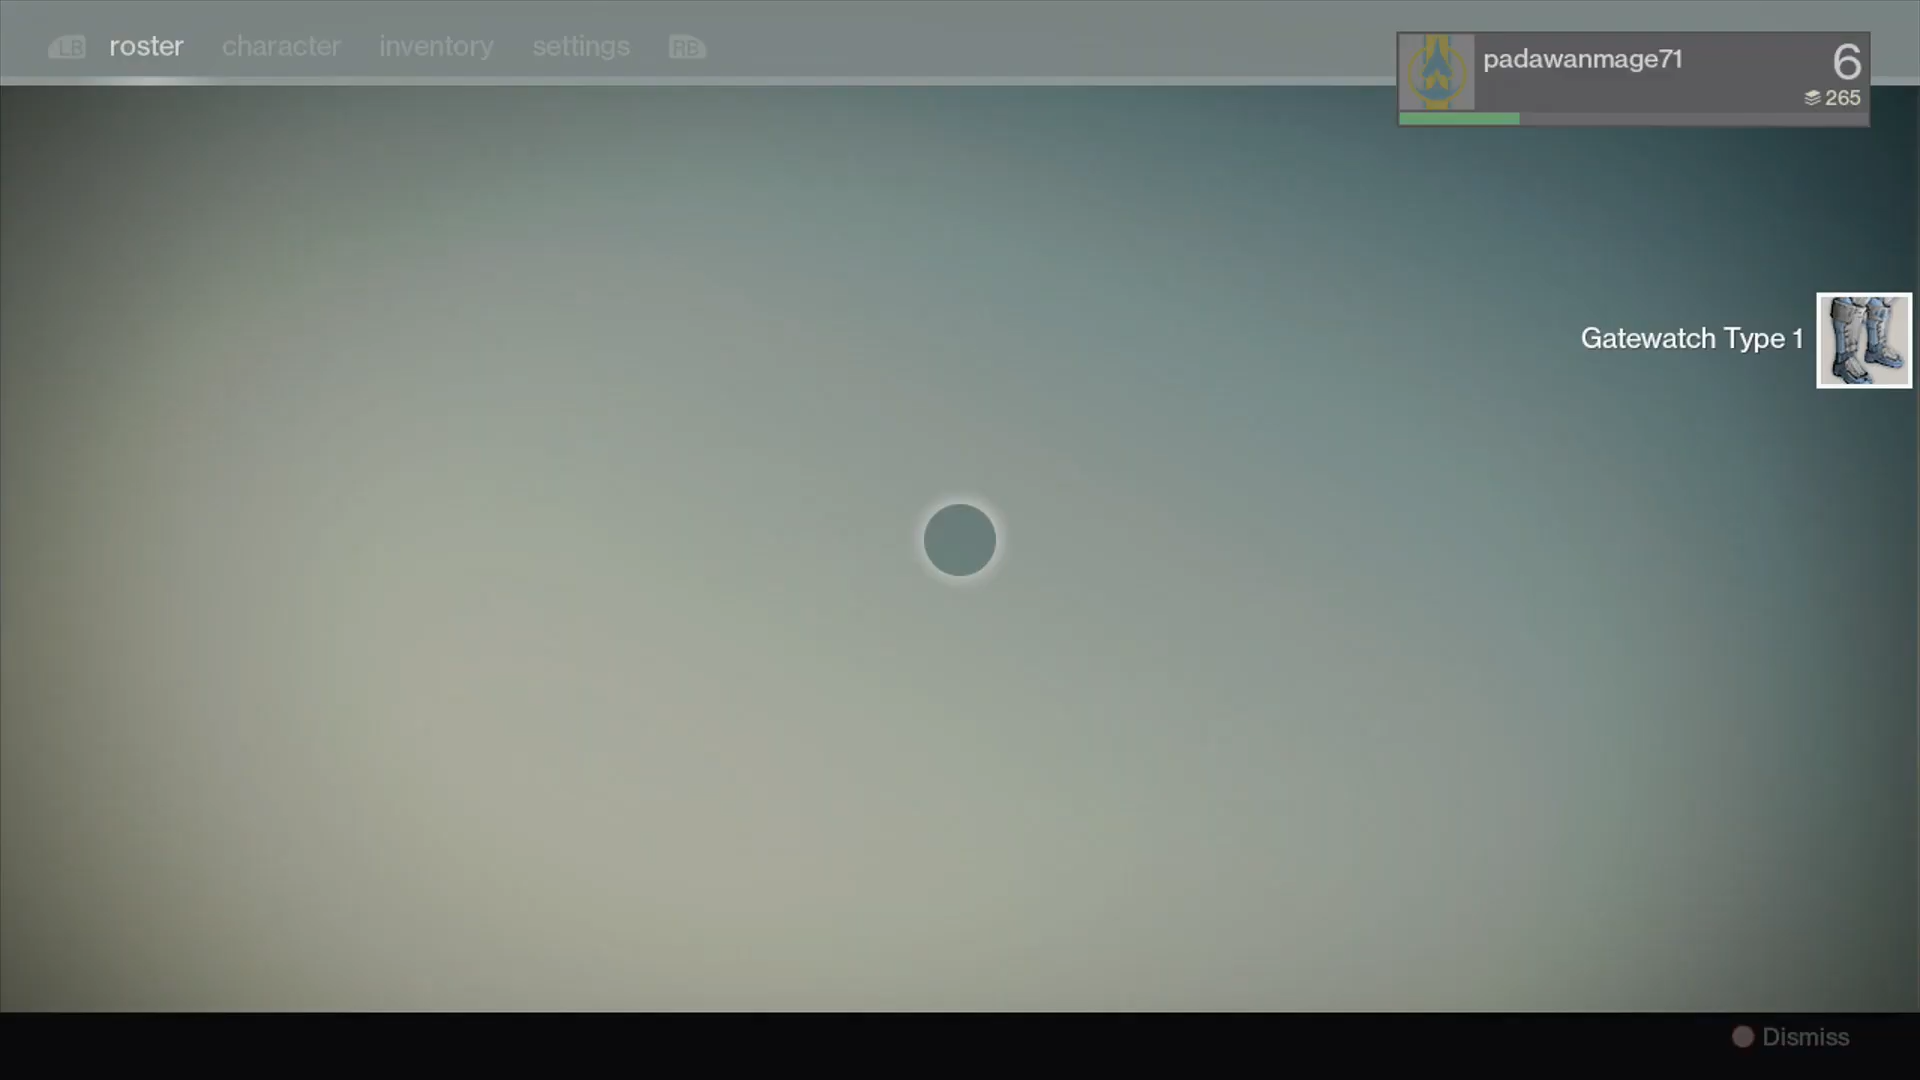 LB roster character inventory settings RB
padawanmage71 6
265
Gatewatch Type 1
Dismiss